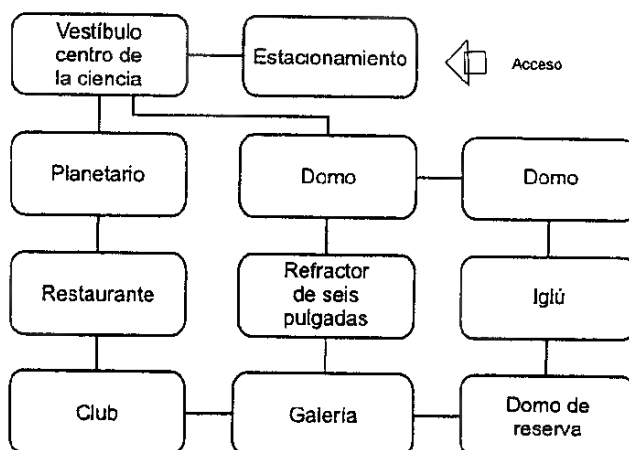 Vestíbulo
centro de
la ciencia
Estacionamiento
Acceso
Planetario
Domo
Domo
Restaurante
Refractor
de seis
pulgadas
Iglú
Club
Galería
Domo de
reserva